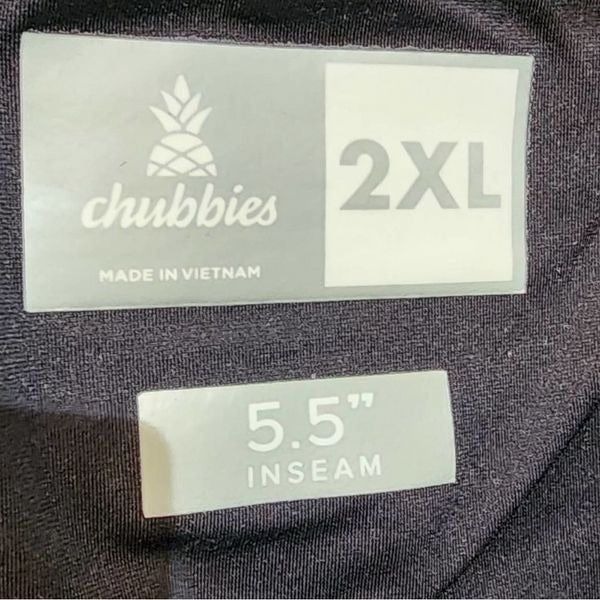 chubbies
MADE IN VIETNAM
2XL
5.5”
INSEAM